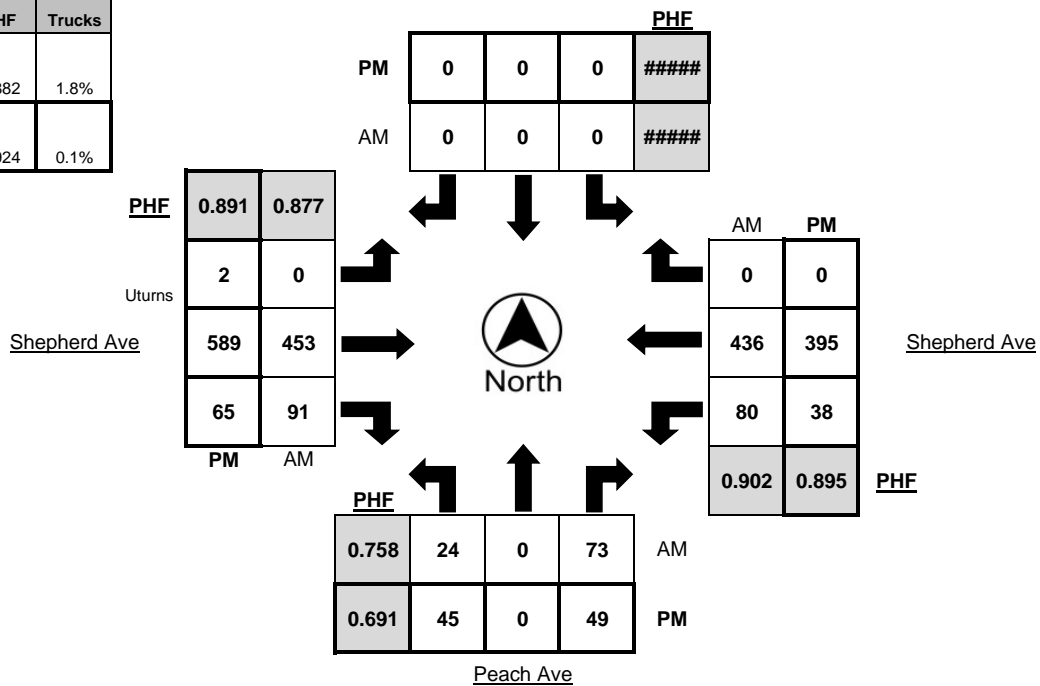 Trucks
1.8%
0.1%
PHF
PM 0 0 0 #####
AM 0 0 0 #####
PHF 0.891 0.877
AM PM
Uturns 2 0
0 0
Shepherd Ave 589 453
North
436 395 Shepherd Ave
65 91
80 38
PM AM
0.902 0.895 PHF
PHF
0.758 24 0 73 AM
0.691 45 0 49 PM
Peach Ave